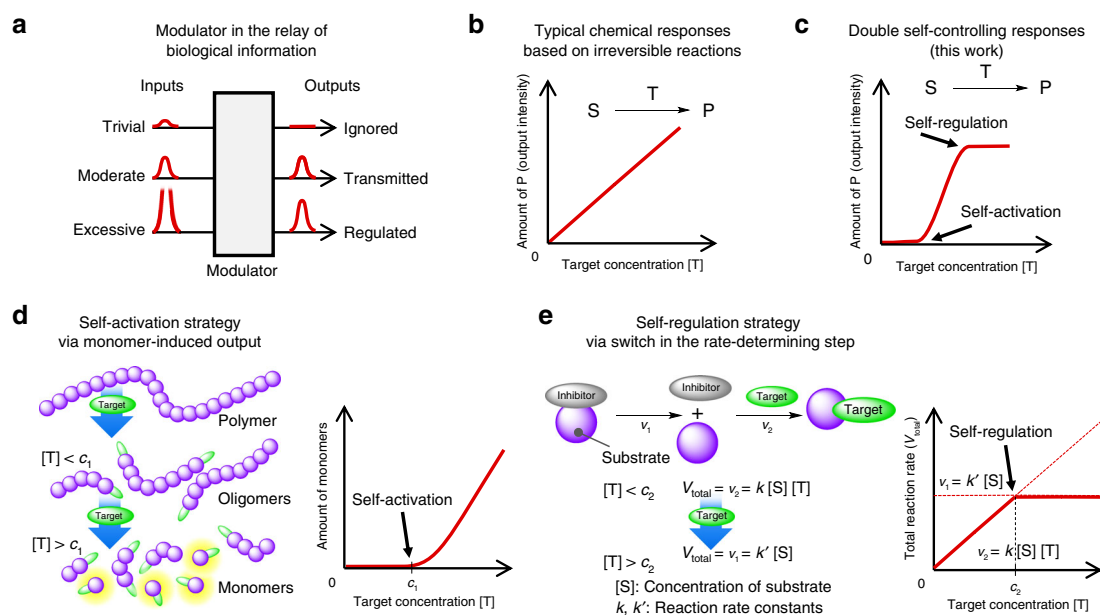 a
Modulator in the relay of
biological information
Inputs
Outputs
Trivial
Ignored
Moderate
Transmitted
Excessive
Regulated
Modulator
b
Typical chemical responses
based on irreversible reactions
Amount of P (output intensity)
S T P
0
Target concentration [T]
c
Double self-controlling responses
(this work)
S T P
Amount of P (output intensity)
Self-regulation
Self-activation
0
Target concentration [T]
d
Self-activation strategy
via monomer-induced output
Target
Polymer
[T] < c1
Oligomers
Target
[T] > c1
Monomers
Amount of monomers
Self-activation
0
c1
Target concentration [T]
e
Self-regulation strategy
via switch in the rate-determining step
Inhibitor
Inhibitor
Target
Target
v1
+
v2
Substrate
[T] < c2
Vtotal = v2 = k [S] [T]
Target
[T] > c2
Vtotal = v1 = k′ [S]
[S]: Concentration of substrate
k, k′: Reaction rate constants
Total reaction rate (Vtotal)
Self-regulation
v1 = k′ [S]
v2 = k [S] [T]
0
c2
Target concentration [T]